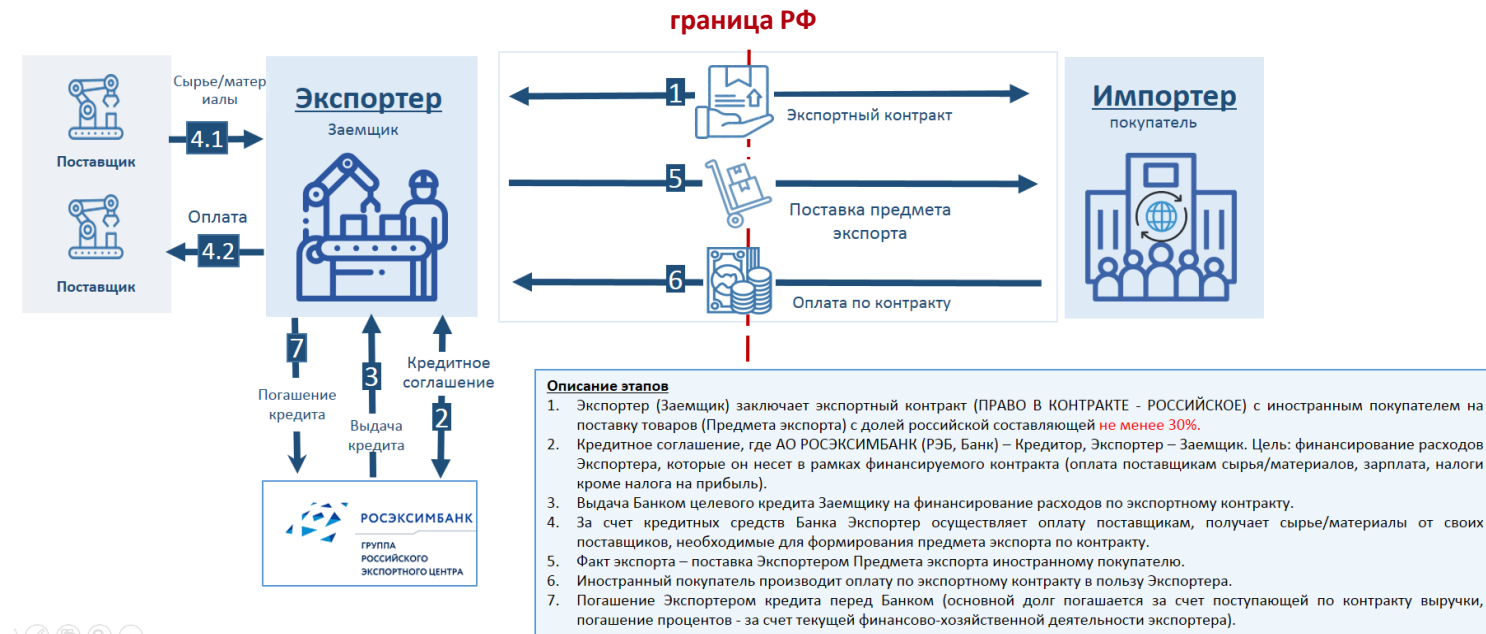 граница РФ
Сырье/матер
иалы
4.1
Поставщик
Оплата
4.2
Поставщик
Экспортер
Заемщик
1
Экспортный контракт
5
Поставка предмета
экспорта
6
Оплата по контракту
Импортер
покупатель
7
Погашение
кредита
3
Выдача
кредита
Кредитное
соглашение
2
РОСЭКСИМБАНК
ГРУППА
РОССИЙСКОГО
ЭКСПОРТНОГО ЦЕНТРА
Описание этапов
1. Экспортер (Заемщик) заключает экспортный контракт (ПРАВО В КОНТРАКТЕ - РОССИЙСКОЕ) с иностранным покупателем на
поставку товаров (Предмета экспорта) с долей российской составляющей не менее 30%.
2. Кредитное соглашение, где АО РОСЭКСИМБАНК (РЭБ, Банк) – Кредитор, Экспортер – Заемщик. Цель: финансирование расходов
Экспортера, которые он несет в рамках финансируемого контракта (оплата поставщикам сырья/материалов, зарплата, налоги
кроме налога на прибыль).
3. Выдача Банком целевого кредита Заемщику на финансирование расходов по экспортному контракту.
4. За счет кредитных средств Банка Экспортер осуществляет оплату поставщикам, получает сырье/материалы от своих
поставщиков, необходимые для формирования предмета экспорта по контракту.
5. Факт экспорта – поставка Экспортером Предмета экспорта иностранному покупателю.
6. Иностранный покупатель производит оплату по экспортному контракту в пользу Экспортера.
7. Погашение Экспортером кредита перед Банком (основной долг погашается за счет поступающей по контракту выручки,
погашение процентов - за счет текущей финансово-хозяйственной деятельности экспортера).